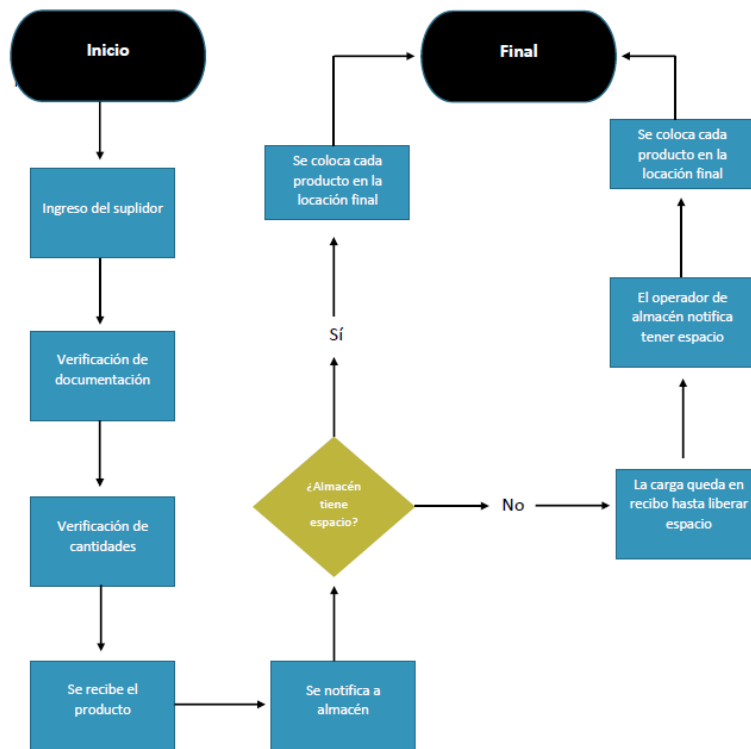 Inicio
Ingreso del suplidor
Verificación de
documentación
Verificación de
cantidades
Se recibe el
producto
Se notifica a
almacén
¿Almacén
tiene
espacio?
Sí
Se coloca cada
producto en la
locación final
No
La carga queda en
recibo hasta liberar
espacio
El operador de
almacén notifica
tener espacio
Se coloca cada
producto en la
locación final
Final